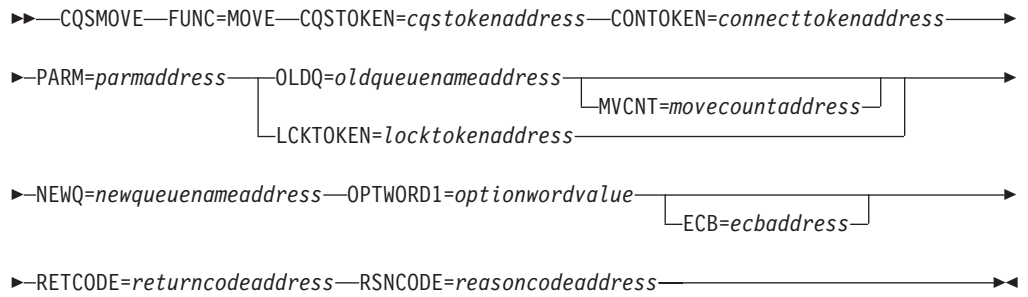 CQSMOVE FUNC=MOVE CQSTOKEN=cqstokenaddress CONTOKEN=connecttokenaddress
PARM=parmaddress OLDQ=oldqueuenameaddress
MVCNT=movecountaddress
LCKTOKEN=locktokenaddress
NEWQ=newqueuenameaddress OPTWORD1=optionwordvalue
ECB=ecbaddress
RETCODE=returncodeaddress RSNCODE=reasoncodeaddress